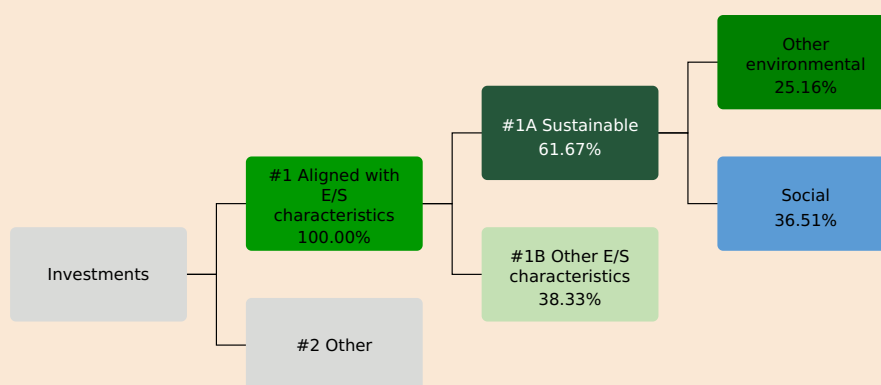 Other
environmental
25.16%
#1A Sustainable
61.67%
#1 Aligned with
E/S
characteristics
100.00%
Social
36.51%
Investments
#1B Other E/S
characteristics
38.33%
#2 Other